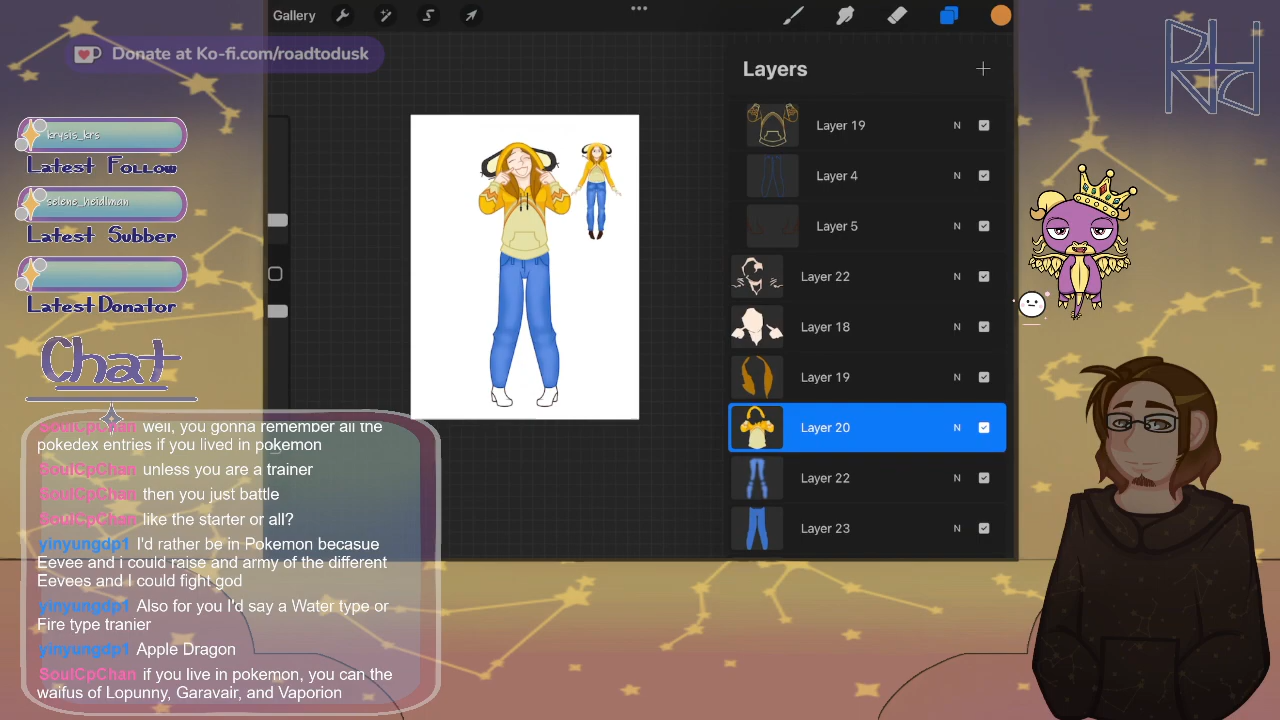 Gallery
Donate at Ko-fi.com/roadtodusk
krysis_krs
Latest Follow
selene_heidlman
Latest Subber
Latest Donator
Chat
SoulCpChan well, you gonna remember all the
pokedex entries if you lived in pokemon
SoulCpChan unless you are a trainer
SoulCpChan then you just battle
SoulCpChan like the starter or all?
yinyungdp1 I'd rather be in Pokemon becasue
Eevee and i could raise and army of the different
Eevees and I could fight god
yinyungdp1 Also for you I'd say a Water type or
Fire type tranier
yinyungdp1 Apple Dragon
SoulCpChan if you live in pokemon, you can the
waifus of Lopunny, Garavair, and Vaporion
Layers
Layer 19 N
Layer 4 N
Layer 5 N
Layer 22 N
Layer 18 N
Layer 19 N
Layer 20 N
Layer 22 N
Layer 23 N